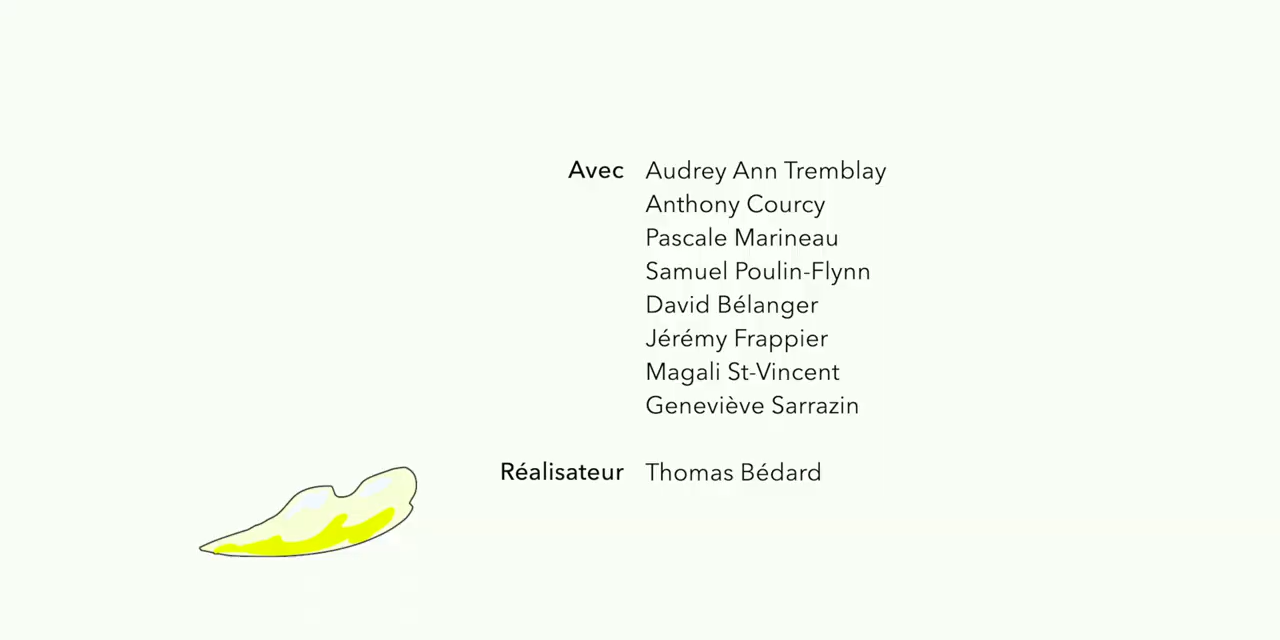 Avec Audrey Ann Tremblay
Anthony Courcy
Pascale Marineau
Samuel Poulin-Flynn
David Bélanger
Jérémy Frappier
Magali St-Vincent
Geneviève Sarrazin
Réalisateur Thomas Bédard